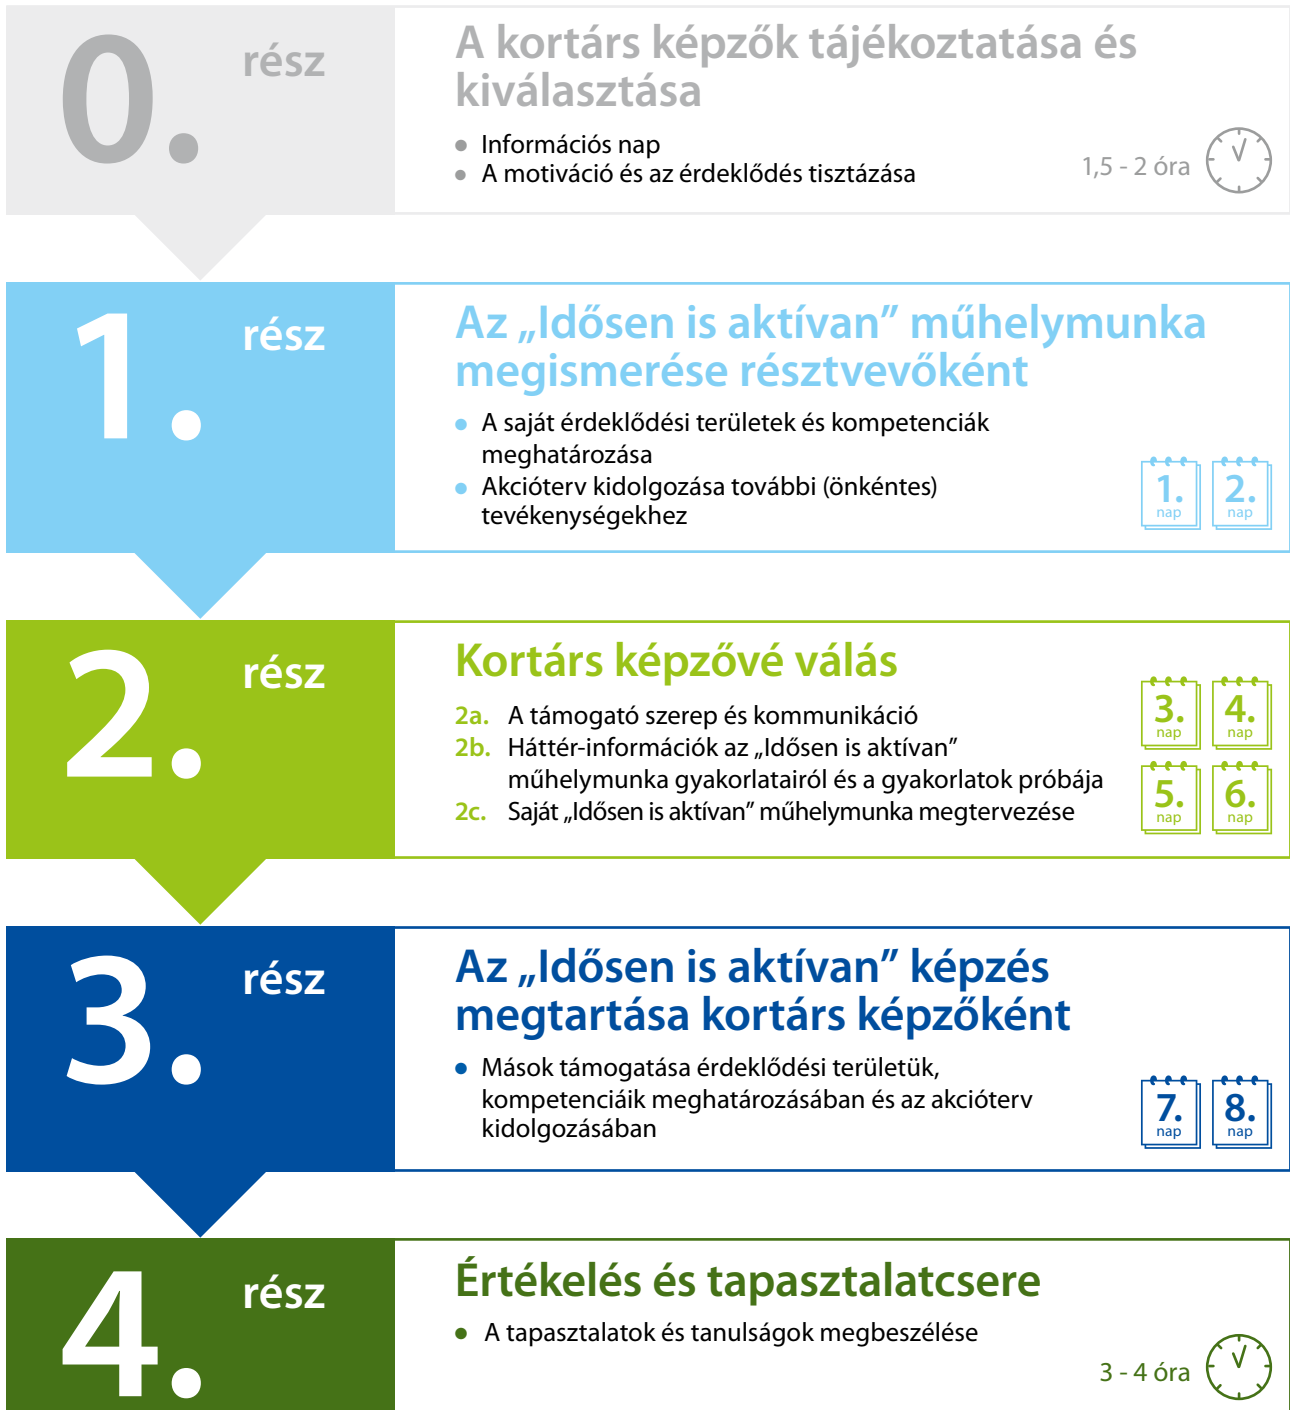 0. rész
A kortárs képzők tájékoztatása és
kiválasztása
Információs nap
A motiváció és az érdeklődés tisztázása
1,5 - 2 óra
1. rész
Az „Idősen is aktívan” műhelymunka
megismerése résztvevőként
A saját érdeklődési területek és kompetenciák
meghatározása
Akcióterv kidolgozása további (önkéntes)
tevékenységekhez
1. nap
2. nap
2. rész
Kortárs képzővé válás
2a. A támogató szerep és kommunikáció
2b. Háttér-információk az „Idősen is aktívan”
műhelymunka gyakorlatairól és a gyakorlatok próbája
2c. Saját „Idősen is aktívan” műhelymunka megtervezése
3. nap
4. nap
5. nap
6. nap
3. rész
Az „Idősen is aktívan” képzés
megtartása kortárs képzőként
Mások támogatása érdeklődési területük,
kompetenciáik meghatározásában és az akcióterv
kidolgozásában
7. nap
8. nap
4. rész
Értékelés és tapasztalatcsere
A tapasztalatok és tanulságok megbeszélése
3 - 4 óra